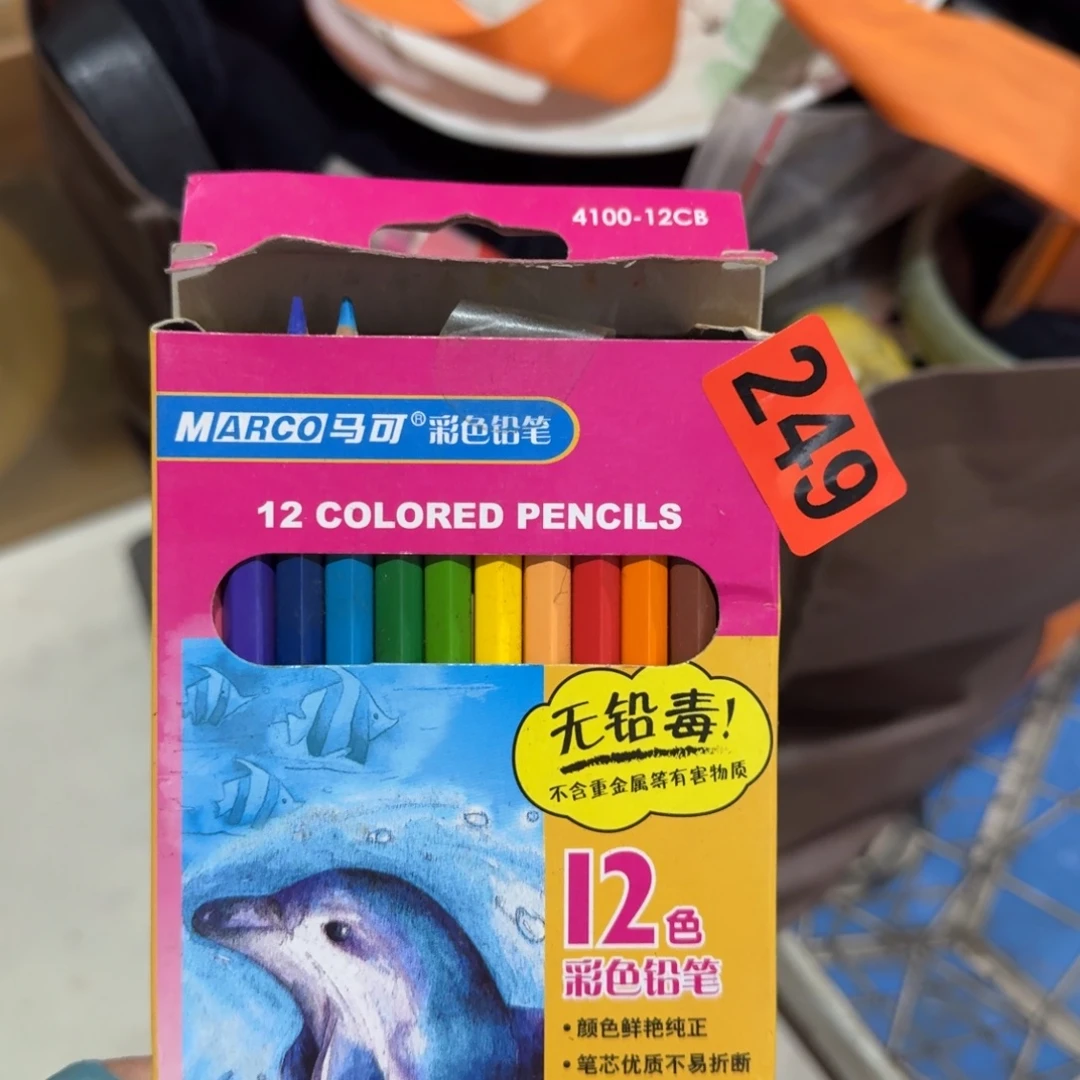 4100-12CB
MARCO马可®彩色铅笔
249
12 COLORED PENCILS
无铅毒!
不含重金属等有害物质
12色
彩色铅笔
•颜色鲜艳纯正
•笔芯优质不易折断